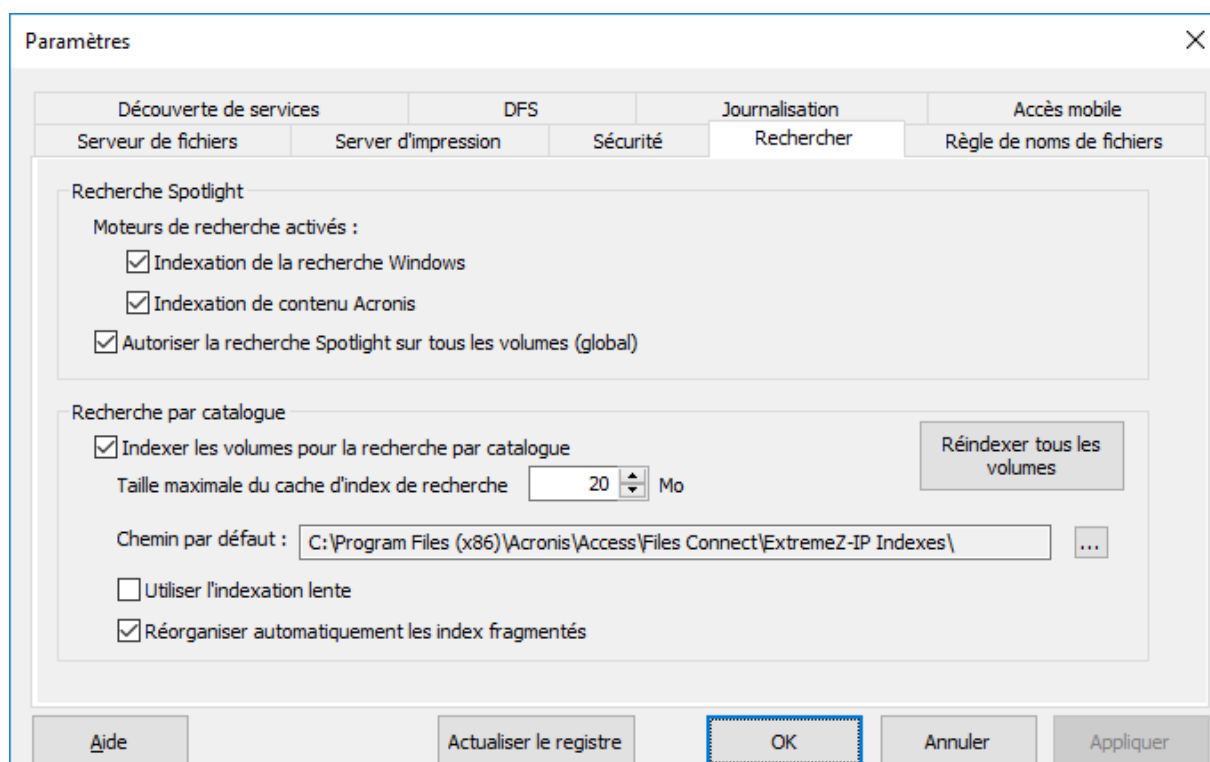 Paramètres
Découverte de services
DFS
Journalisation
Accès mobile
Serveur de fichiers
Server d'impression
Sécurité
Rechercher
Règle de noms de fichiers
Recherche Spotlight
Moteurs de recherche activés :
Indexation de la recherche Windows
Indexation de contenu Acronis
Autoriser la recherche Spotlight sur tous les volumes (global)
Recherche par catalogue
Indexer les volumes pour la recherche par catalogue
Réindexer tous les
volumes
Taille maximale du cache d'index de recherche 20 Mo
Chemin par défaut : C:\Program Files (x86)\Acronis\Access\Files Connect\ExtremeZ-IP Indexes\ ...
Utiliser l'indexation lente
Réorganiser automatiquement les index fragmentés
Aide
Actualiser le registre
OK
Annuler
Appliquer